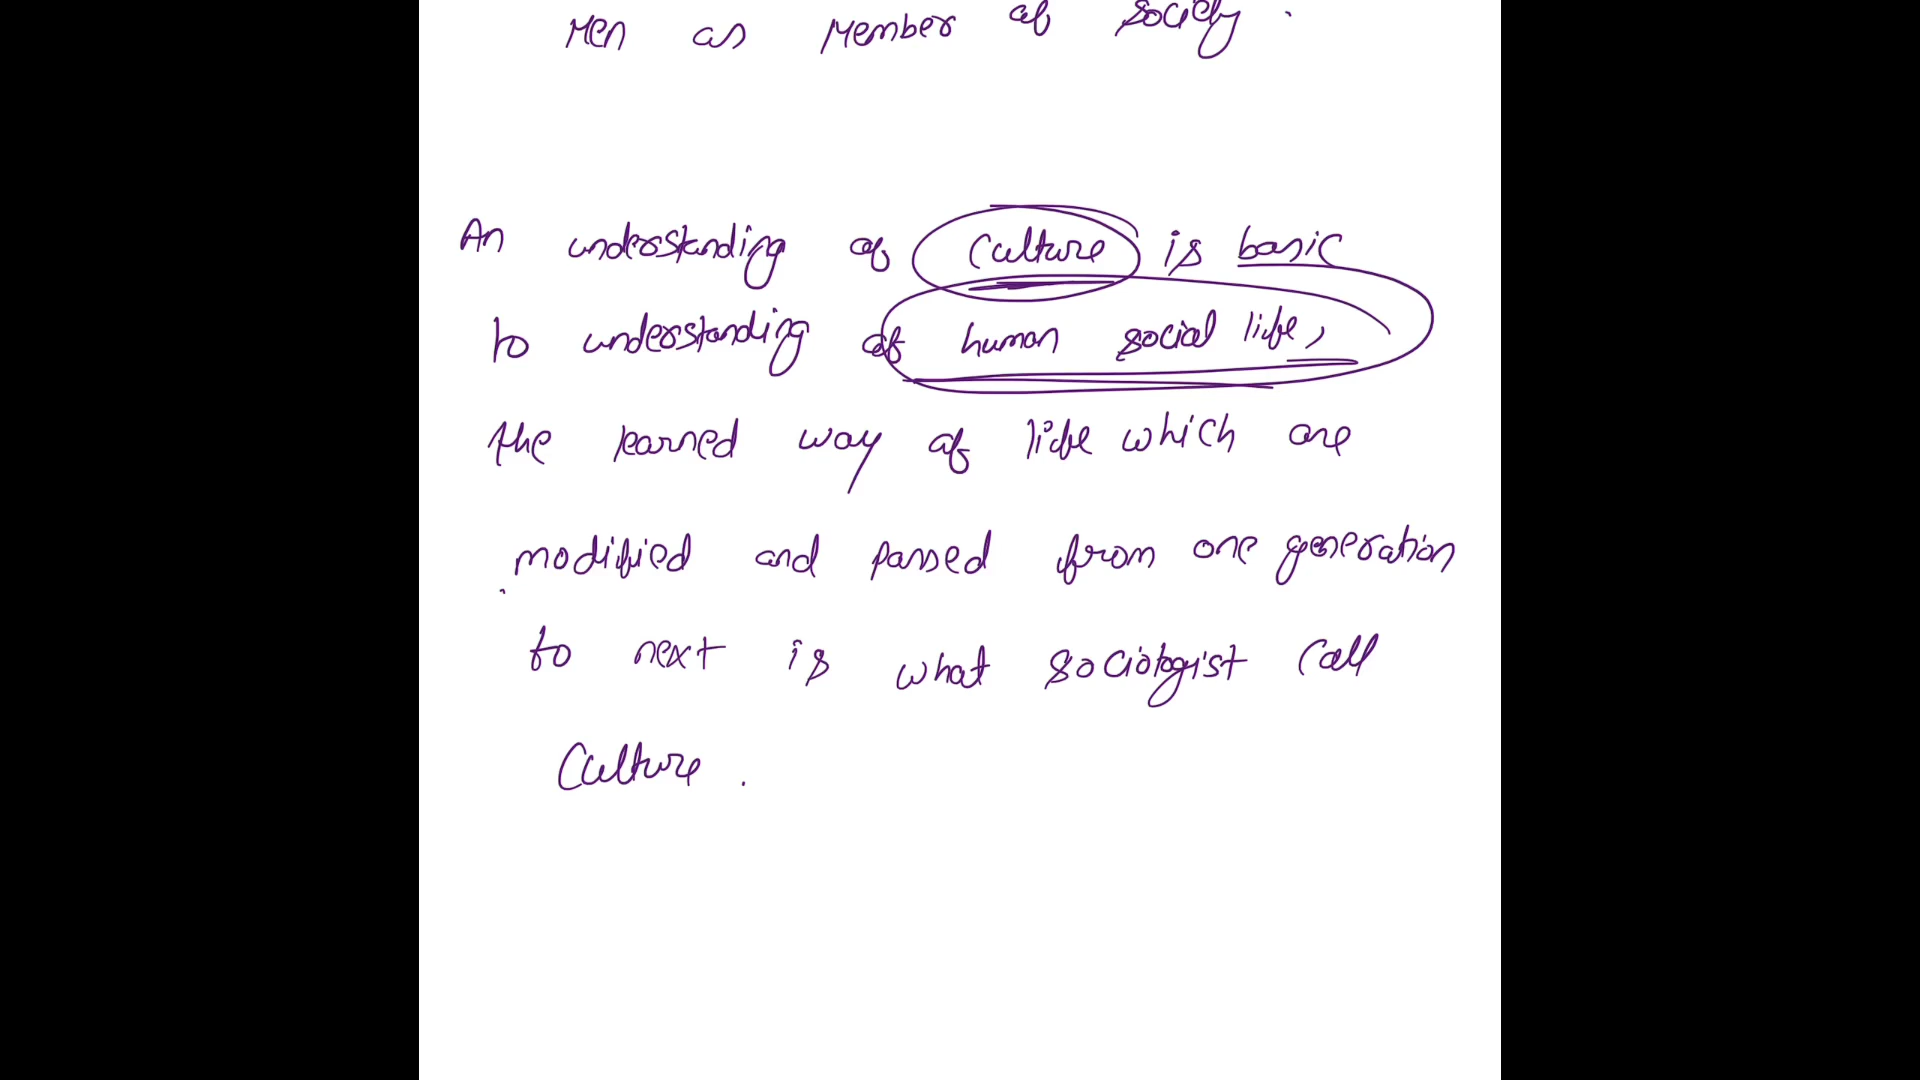 Men as Member of Society.
An understanding of Culture is basic
to understanding of human social life,
the learned way of life which are
modified and passed from one generation
to next is what sociologist call
Culture.